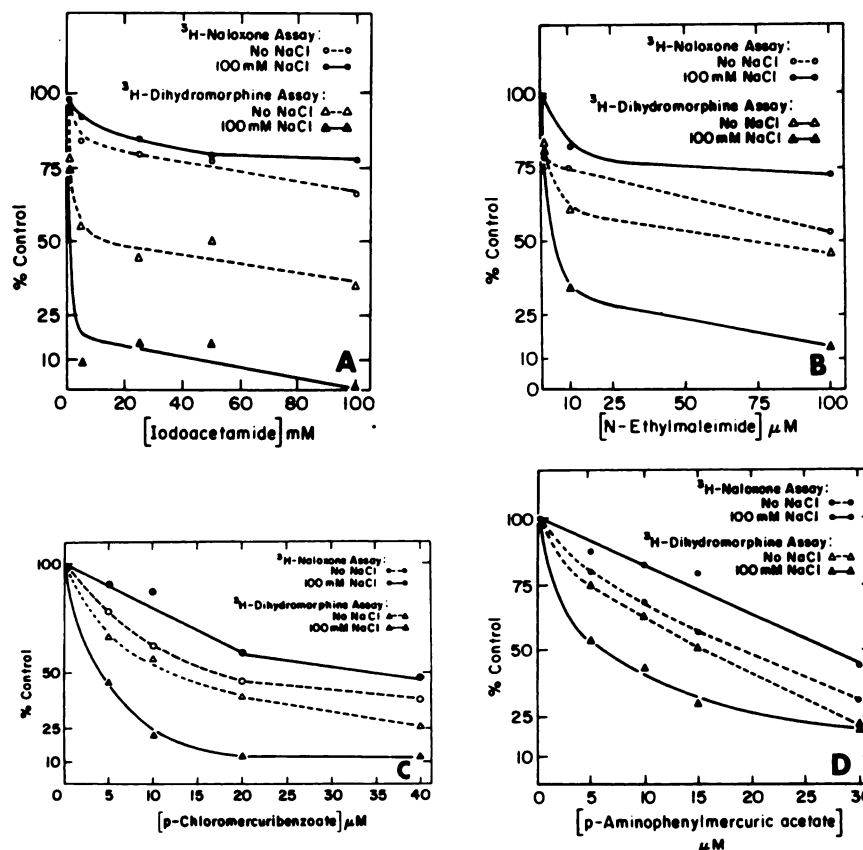 ³H-Naloxone Assay:
No NaCl
100 mM NaCl
³H-Dihydromorphine Assay:
No NaCl
100 mM NaCl
% Control
100
75
50
25
10
0 20 40 60 80 100
[Iodoacetamide] mM
A
³H-Naloxone Assay:
No NaCl
100 mM NaCl
³H-Dihydromorphine Assay:
No NaCl
100 mM NaCl
% Control
100
75
50
25
10
0 10 25 50 75 100
[N-Ethylmaleimide] μM
B
³H-Naloxone Assay:
No NaCl
100 mM NaCl
³H-Dihydromorphine Assay:
No NaCl
100 mM NaCl
% Control
100
50
25
10
0 5 10 15 20 25 30 35 40
[p-Chloromercuribenzoate] μM
C
³H-Naloxone Assay:
No NaCl
100 mM NaCl
³H-Dihydromorphine Assay:
No NaCl
100 mM NaCl
% Control
100
75
50
25
10
0 5 10 15 20 25 30
[p-Aminophenylmercuric acetate]
μM
D